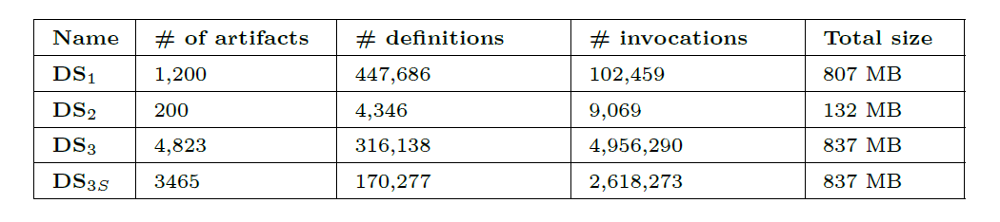 Name # of artifacts # definitions # invocations Total size
DS₁ 1,200 447,686 102,459 807 MB
DS₂ 200 4,346 9,069 132 MB
DS₃ 4,823 316,138 4,956,290 837 MB
DS₃S 3465 170,277 2,618,273 837 MB